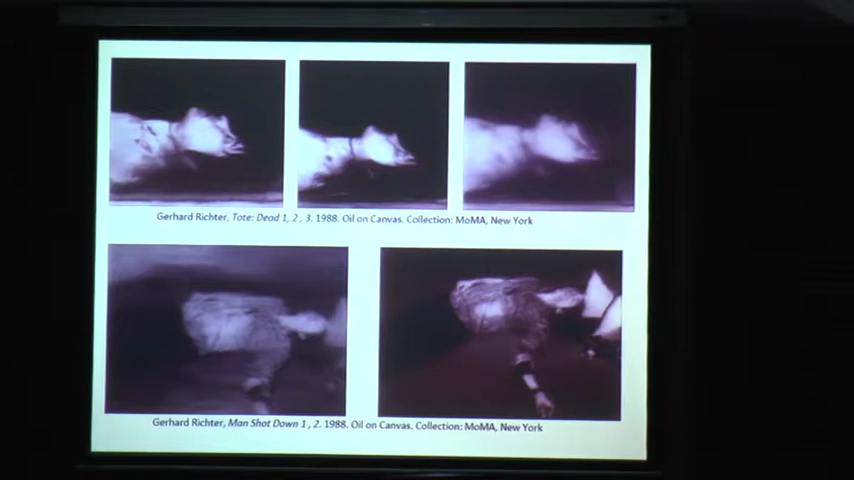 Gerhard Richter, Tote: Dead 1, 2 , 3. 1988. Oil on Canvas. Collection: MoMA, New York
Gerhard Richter, Man Shot Down 1 , 2. 1988. Oil on Canvas. Collection: MoMA, New York